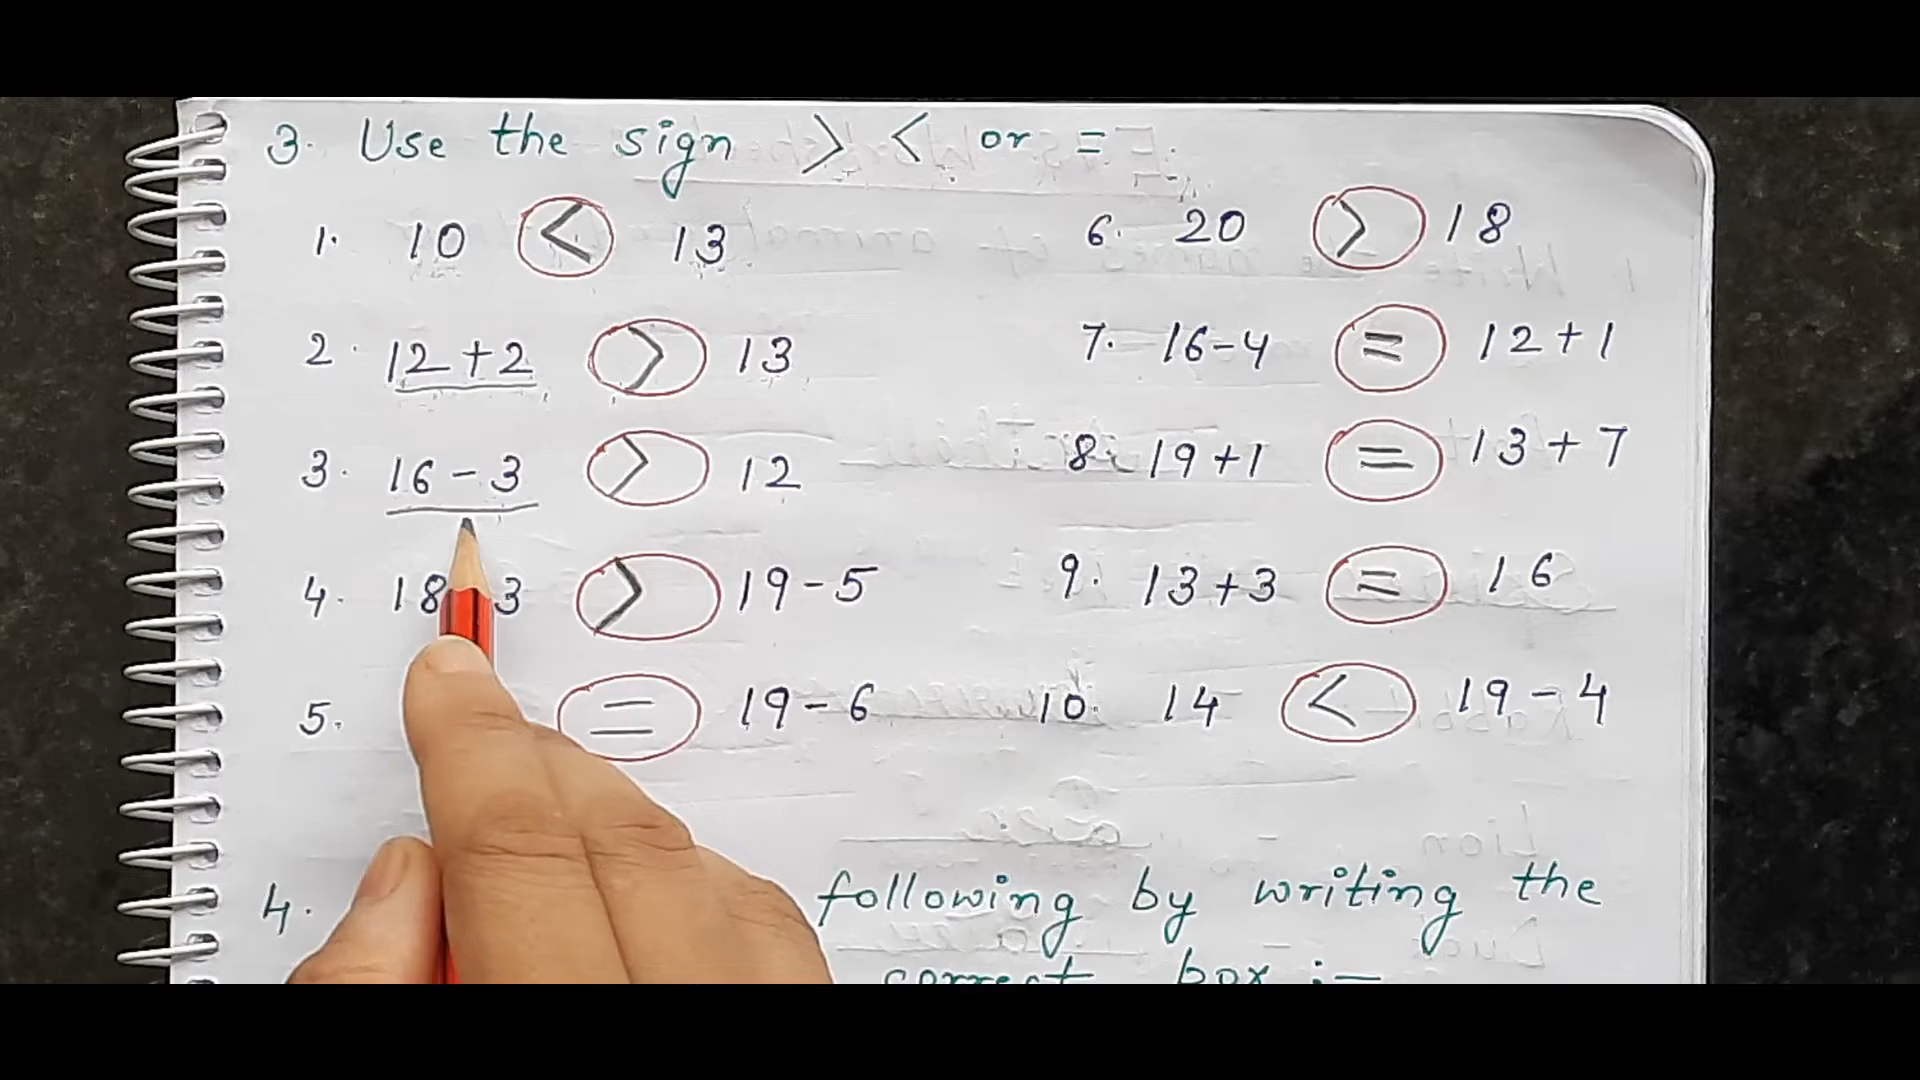 3. Use the sign > < or =
1. 10 < 13
2. 12 + 2 > 13
3. 16 - 3 > 12
4. 18 3 > 19 - 5
5. = 19 - 6
6. 20 > 18
7. 16 - 4 = 12 + 1
8. 19 + 1 = 13 + 7
9. 13 + 3 = 16
10. 14 < 19 - 4
4. following by writing the
correct box :-